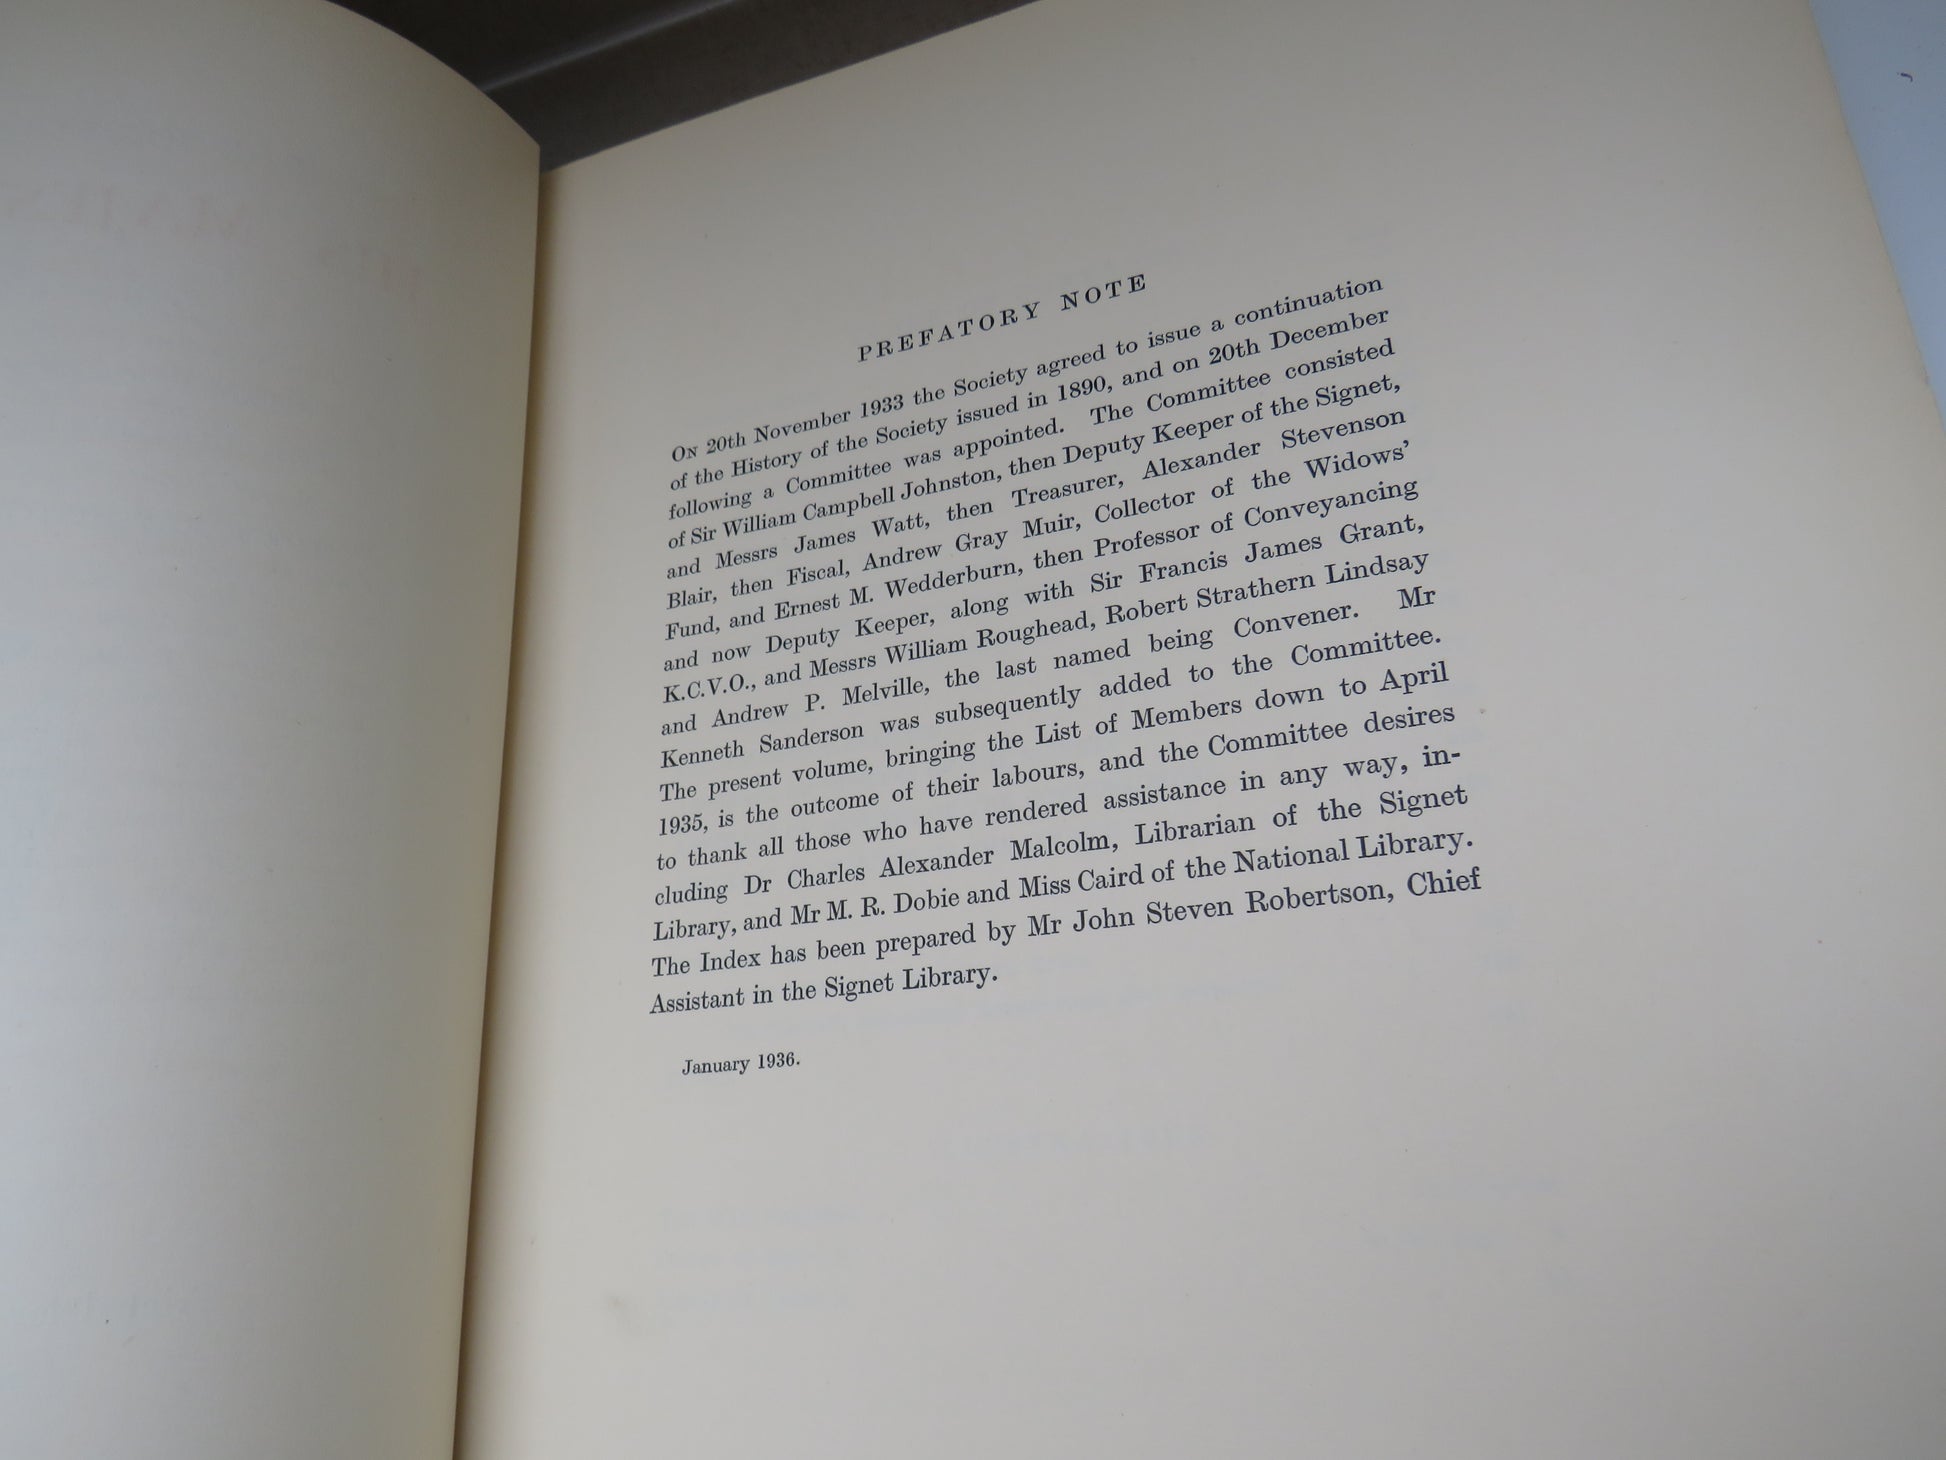 PREFATORY NOTE
On 20th November 1933 the Society agreed to issue a continuation
of the History of the Society issued in 1890, and on 20th December
following a Committee was appointed. The Committee consisted
of Sir William Campbell Johnston, then Deputy Keeper of the Signet,
and Messrs James Watt, then Treasurer, Alexander Stevenson
Blair, then Fiscal, Andrew Gray Muir, Collector of the Widows'
Fund, and Ernest M. Wedderburn, then Professor of Conveyancing
and now Deputy Keeper, along with Sir Francis James Grant,
K.C.V.O., and Messrs William Roughead, Robert Strathern Lindsay
and Andrew P. Melville, the last named being Convener. Mr
Kenneth Sanderson was subsequently added to the Committee.
The present volume, bringing the List of Members down to April
1935, is the outcome of their labours, and the Committee desires
to thank all those who have rendered assistance in any way, in-
cluding Dr Charles Alexander Malcolm, Librarian of the Signet
Library, and Mr M. R. Dobie and Miss Caird of the National Library.
The Index has been prepared by Mr John Steven Robertson, Chief
Assistant in the Signet Library.
January 1936.